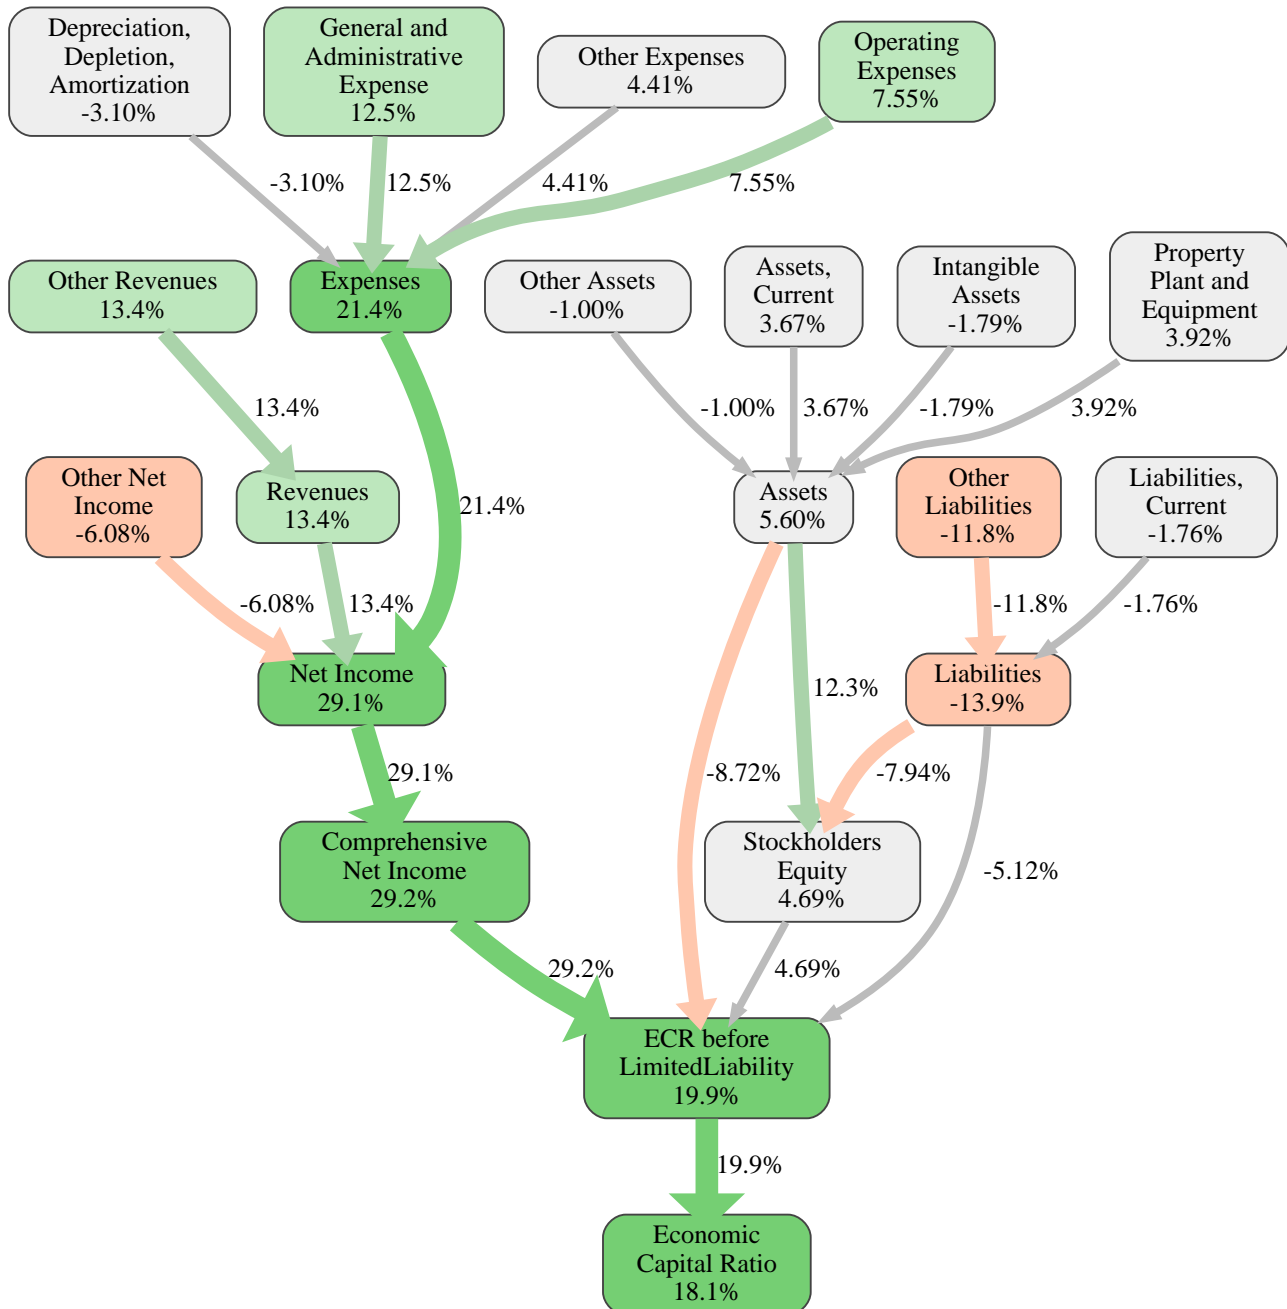 Depreciation,
Depletion,
Amortization
-3.10%
General and
Administrative
Expense
12.5%
Other Expenses
4.41%
Operating
Expenses
7.55%
-3.10%
12.5%
4.41%
7.55%
Other Revenues
13.4%
Expenses
21.4%
Other Assets
-1.00%
Assets,
Current
3.67%
Intangible
Assets
-1.79%
Property
Plant and
Equipment
3.92%
13.4%
-1.00%
3.67%
-1.79%
3.92%
Other Net
Income
-6.08%
Revenues
13.4%
21.4%
Assets
5.60%
Other
Liabilities
-11.8%
Liabilities,
Current
-1.76%
-6.08%
13.4%
-11.8%
-1.76%
Net Income
29.1%
12.3%
Liabilities
-13.9%
29.1%
-8.72%
-7.94%
Comprehensive
Net Income
29.2%
Stockholders
Equity
4.69%
-5.12%
29.2%
4.69%
ECR before
LimitedLiability
19.9%
19.9%
Economic
Capital Ratio
18.1%